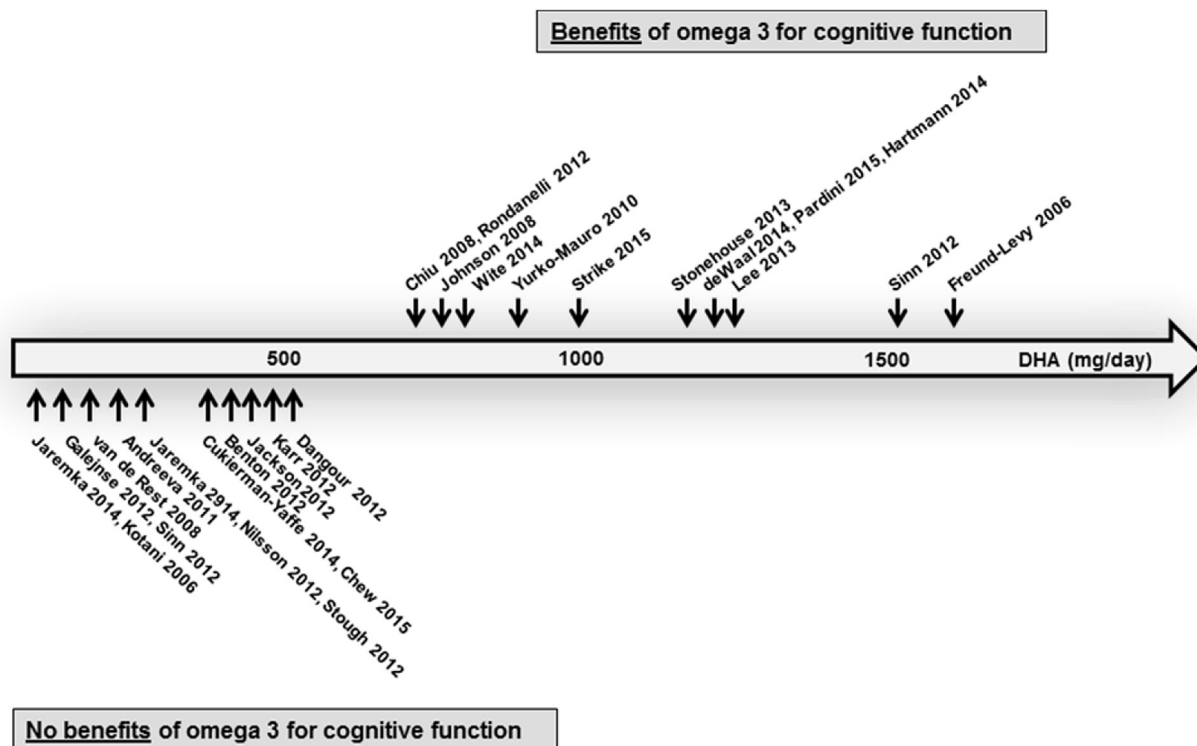 Benefits of omega 3 for cognitive function
Chiu 2008, Rondanelli 2012
Johnson 2008
Wite 2014
Yurko-Mauro 2010
Strike 2015
Stonehouse 2013
deWaal 2014, Pardini 2015, Hartmann 2014
Lee 2013
Sinn 2012
Freund-Levy 2006
500 1000 1500 DHA (mg/day)
Jaremka 2014, Kotani 2006
Galejnse 2012, Sinn 2012
van de Rest 2008
Andreeva 2011
Jaremka 2914, Nilsson 2012, Stough 2012
Cukierman-Yaffe 2014, Chew 2015
Benton 2012
Jackson 2012
Karr 2012
Dangour 2012
No benefits of omega 3 for cognitive function